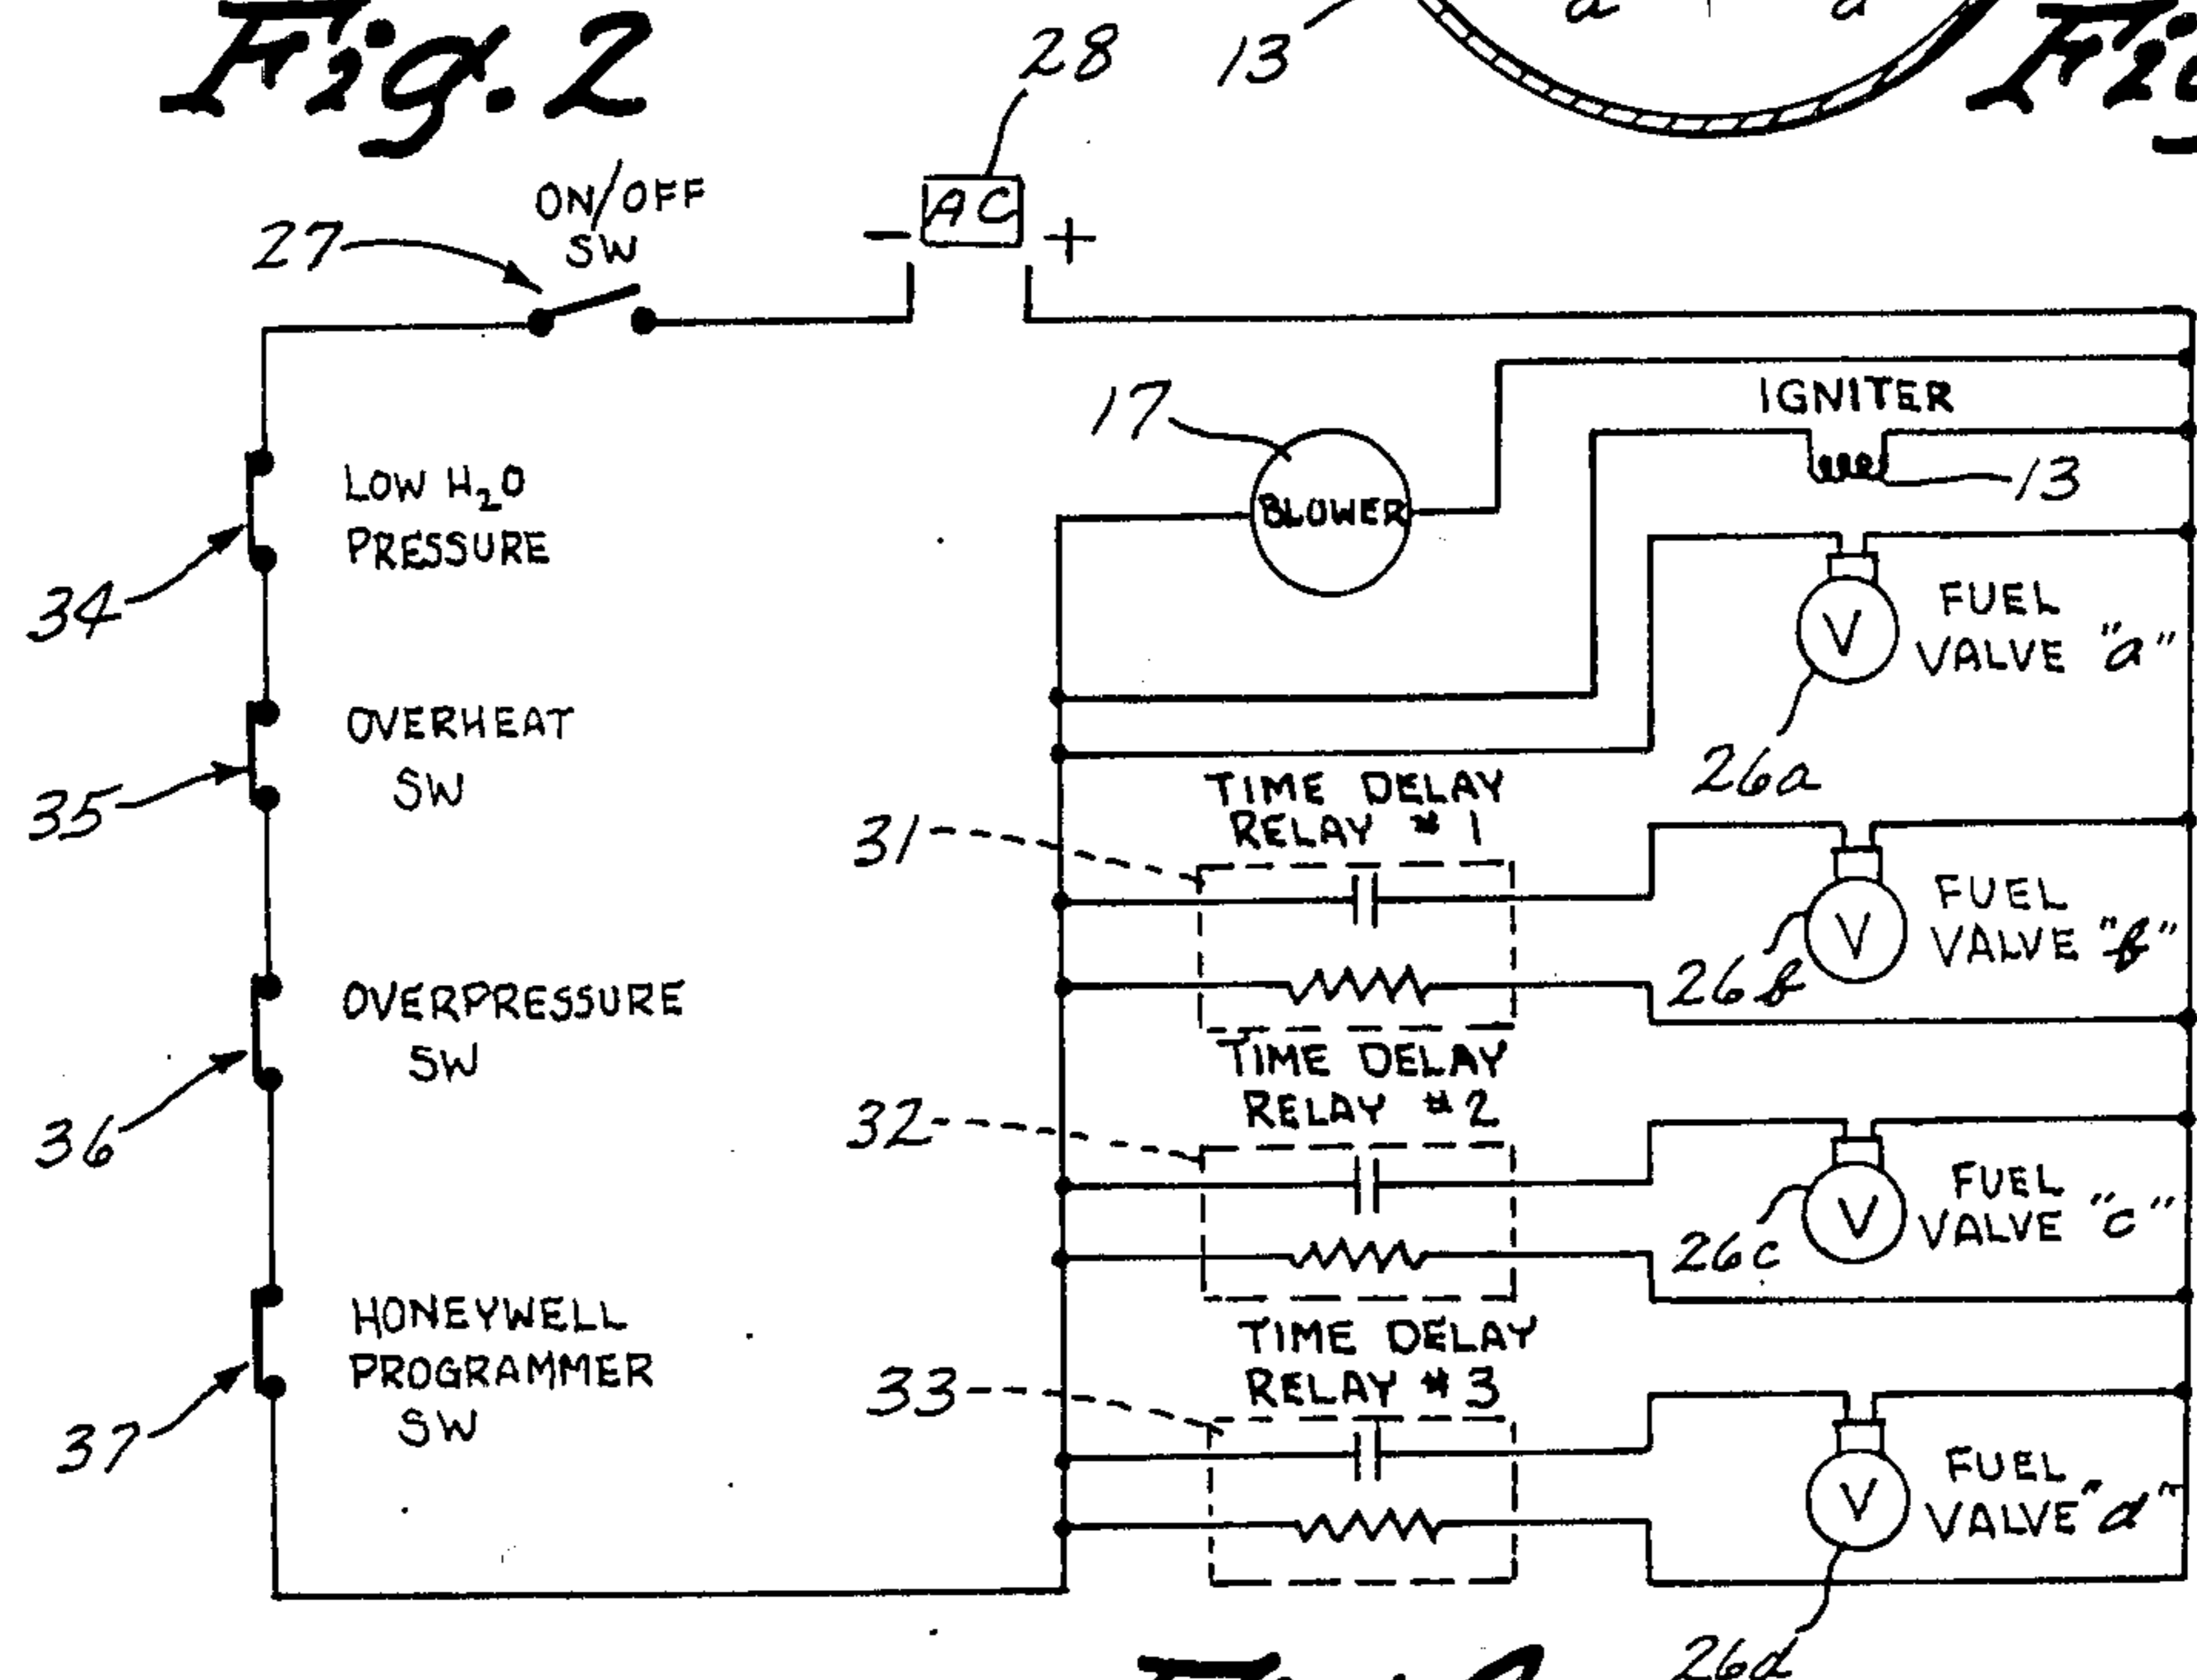 Fig. 2
28
13
a
a
Fig
AC
-
+
ON/OFF
SW
27
17
BLOWER
IGNITER
13
LOW H₂O
PRESSURE
34
FUEL
VALVE "a"
26a
OVERHEAT
SW
35
TIME DELAY
RELAY #1
31
V
FUEL
VALVE "b"
26b
V
OVERPRESSURE
SW
36
TIME DELAY
RELAY #2
32
FUEL
VALVE "c"
26c
V
HONEYWELL
PROGRAMMER
SW
37
TIME DELAY
RELAY #3
33
FUEL
VALVE "d"
V
26d